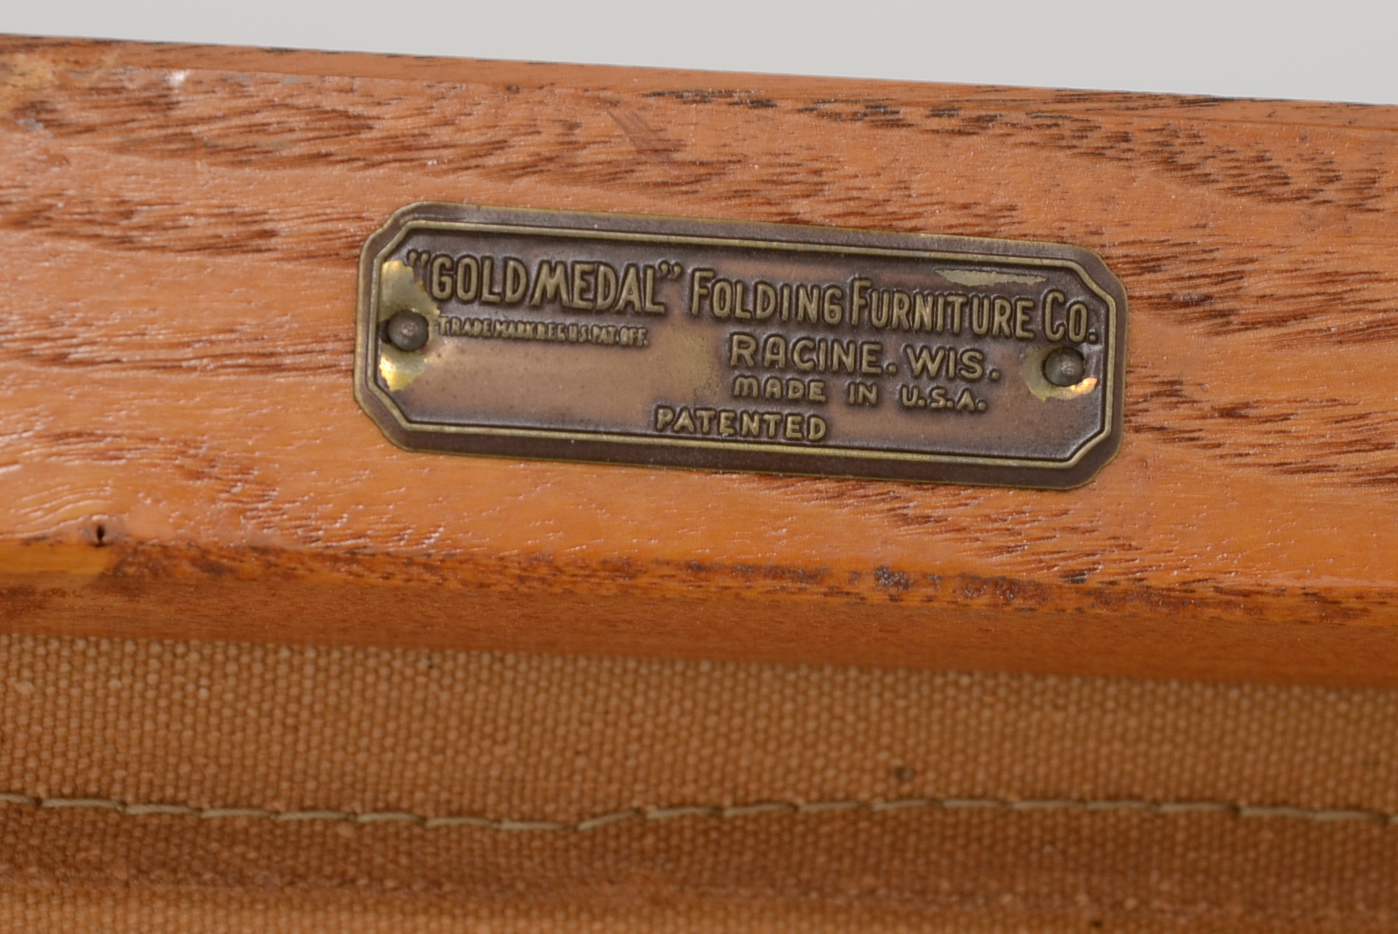 "GOLD MEDAL" FOLDING FURNITURE CO.
TRADE MARK REG. U.S. PAT. OFF.
RACINE. WIS.
MADE IN U.S.A.
PATENTED